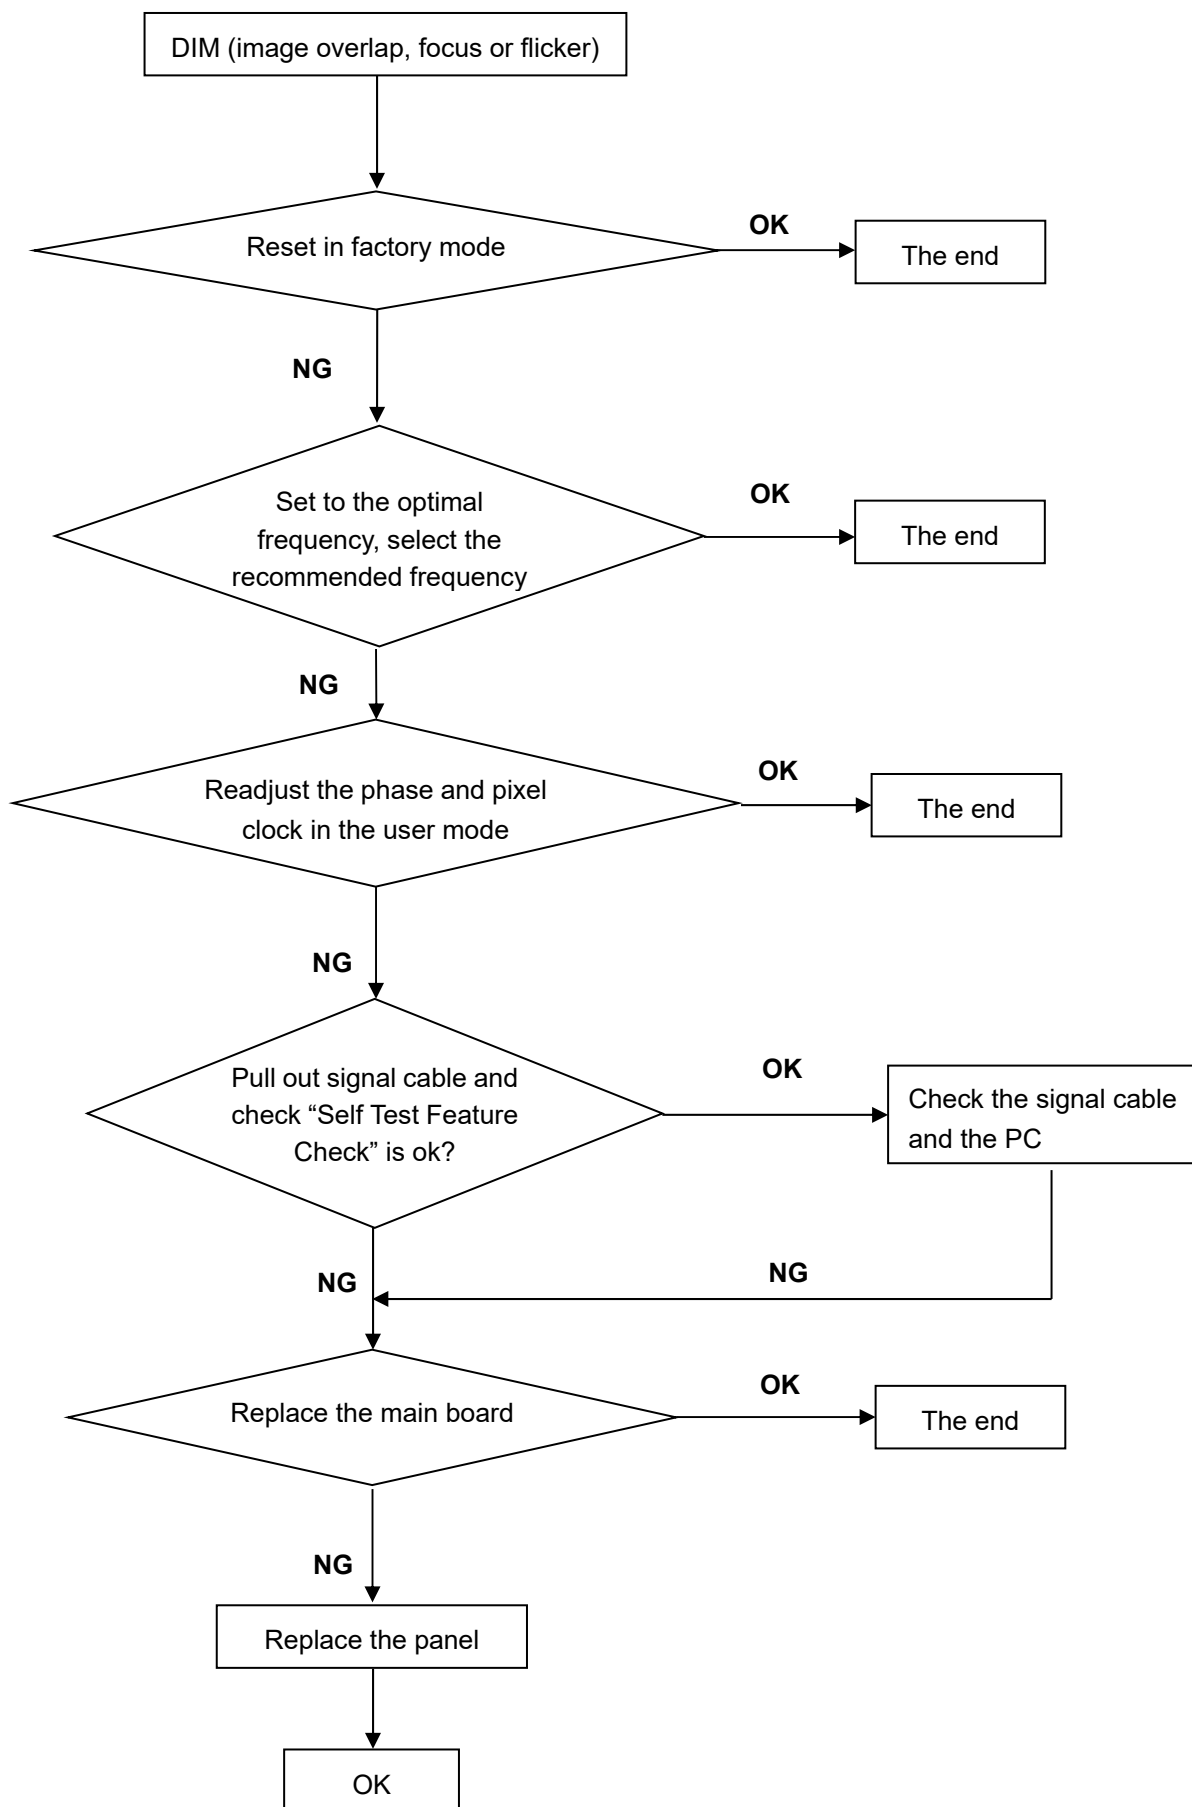 DIM (image overlap, focus or flicker)
Reset in factory mode
OK
The end
NG
Set to the optimal
frequency, select the
recommended frequency
OK
The end
NG
Readjust the phase and pixel
clock in the user mode
OK
The end
NG
Pull out signal cable and
check “Self Test Feature
Check” is ok?
OK
Check the signal cable
and the PC
NG
NG
Replace the main board
OK
The end
NG
Replace the panel
OK